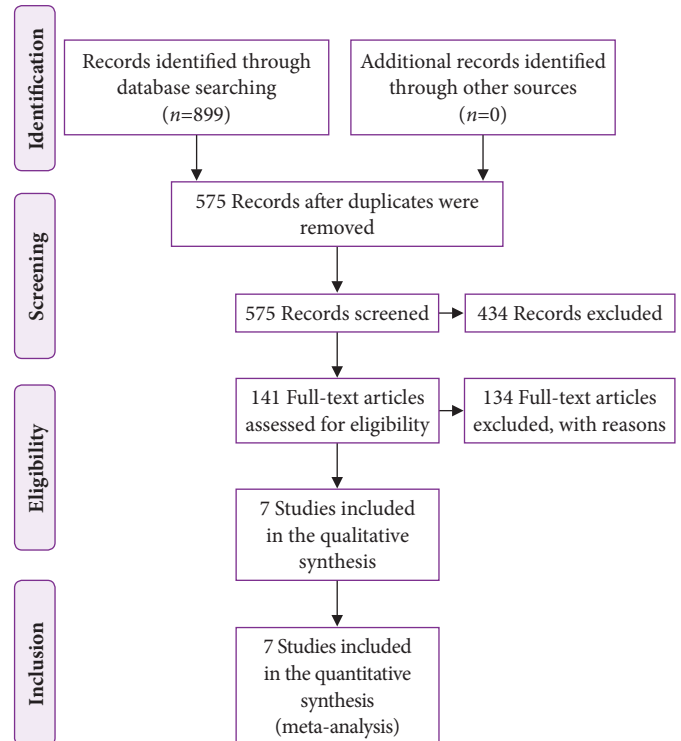 Identification
Records identified through
database searching
(n=899)
Additional records identified
through other sources
(n=0)
Screening
575 Records after duplicates were
removed
575 Records screened
434 Records excluded
Eligibility
141 Full-text articles
assessed for eligibility
134 Full-text articles
excluded, with reasons
7 Studies included
in the qualitative
synthesis
Inclusion
7 Studies included
in the quantitative
synthesis
(meta-analysis)